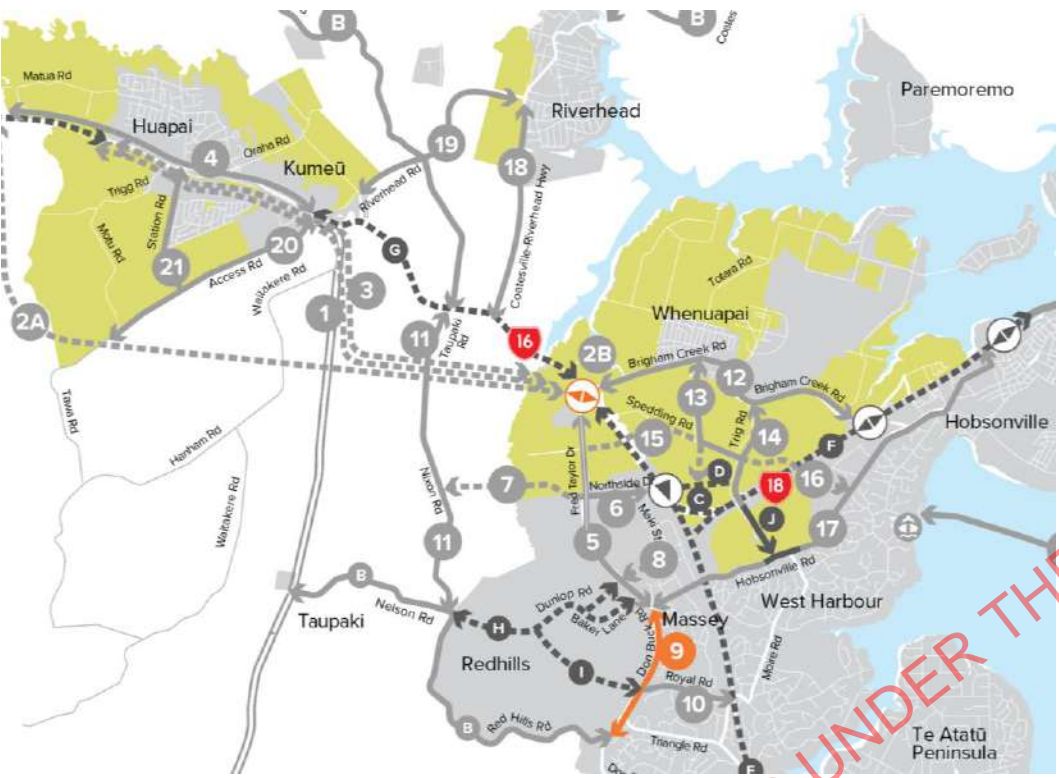 B
B
Coates
Matua Rd
Paremoremo
Riverhead
Huapai
19
4
Oraha Rd
Kumeū
18
Riverhead Rd
Trigg Rd
Station Rd
Motu Rd
20
G
Coatesville-Riverhead Hwy
Totara Rd
21
Access Rd
Waitakere Rd
3
1
2A
11
Taupaki
Rd
16
Whenuapai
2B
Brigham Creek Rd
12
13
Brigham Creek Rd
Spedding Rd
Trig Rd
Hobsonville
Tawa Rd
Hanham Rd
15
14
F
Fred Taylor Dr
Nixon Rd
7
Northside Dr
D
C
18
16
Waitakere Rd
6
Maki St
J
17
11
5
8
Hobsonville Rd
B
Nelson Rd
Dunlop Rd
Baker Lane
Taupaki
H
Massey
West Harbour
Don Buck Rd
9
Redhills
I
Royal Rd
10
Moire Rd
B
Red Hills Rd
Triangle Rd
Te Atatū
Peninsula
E
UNDER THE